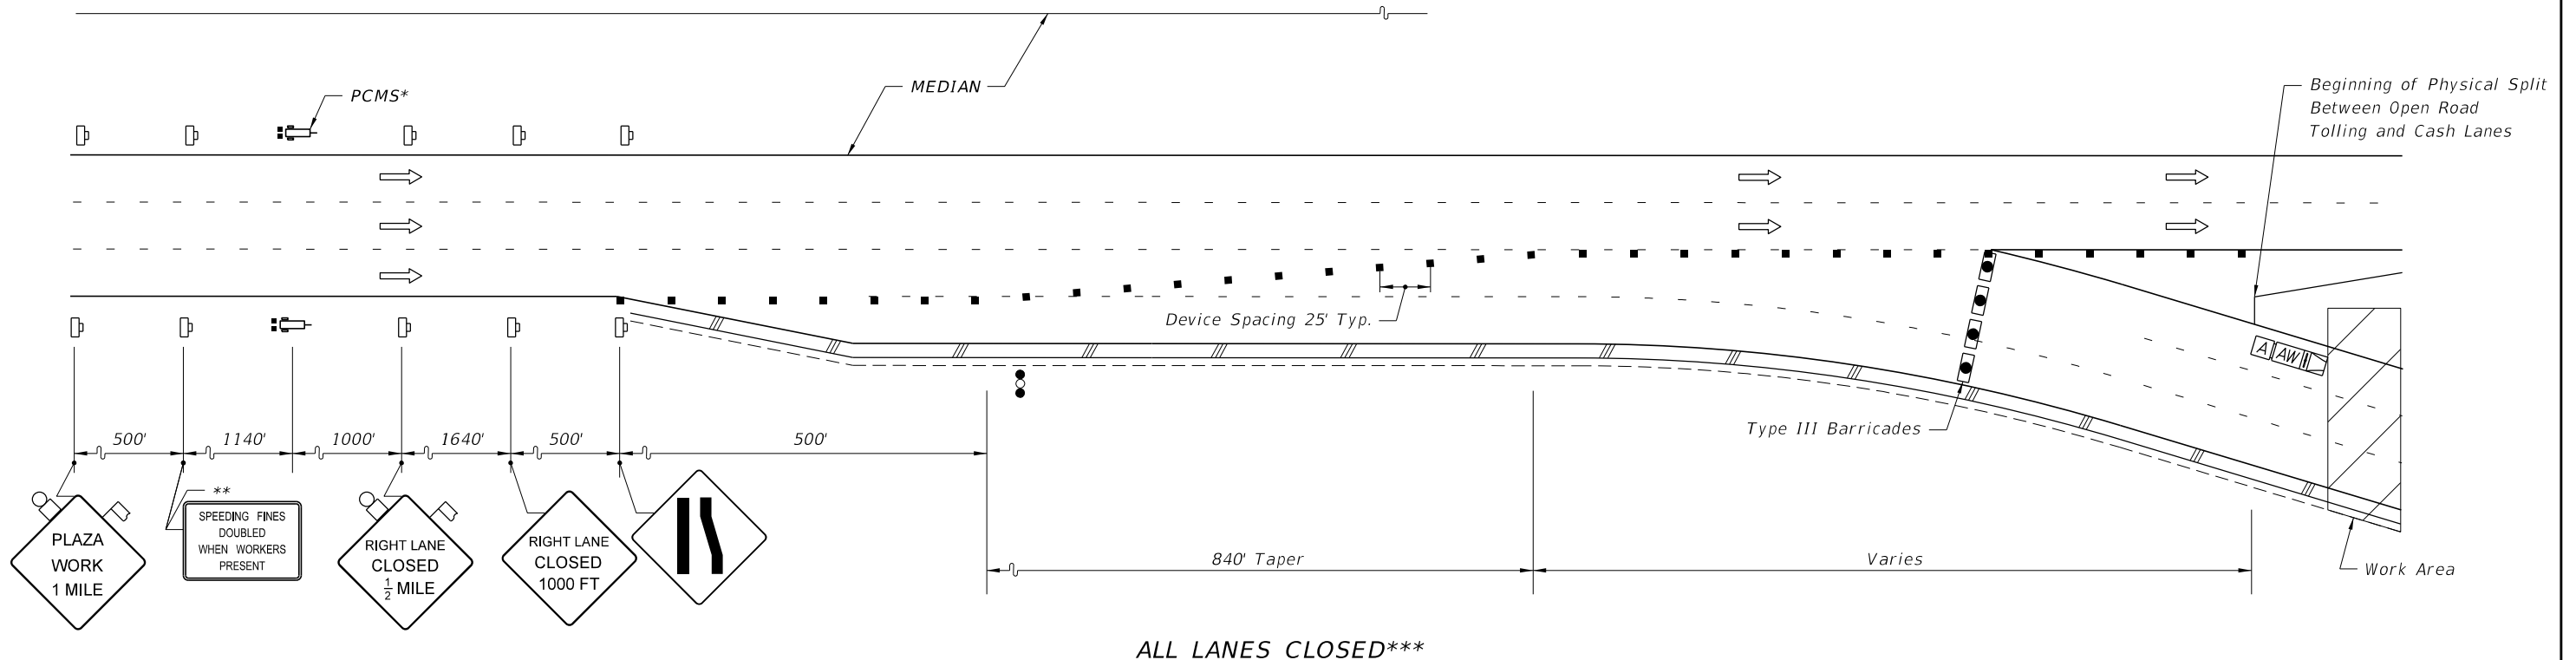 PCMS*
MEDIAN
Beginning of Physical Split
Between Open Road
Tolling and Cash Lanes
Device Spacing 25' Typ.
A AW
Type III Barricades
500' 1140' 1000' 1640' 500' 500'
**
PLAZA
WORK
1 MILE
SPEEDING FINES
DOUBLED
WHEN WORKERS
PRESENT
RIGHT LANE
CLOSED
1/2 MILE
RIGHT LANE
CLOSED
1000 FT
840' Taper
Varies
Work Area
ALL LANES CLOSED***